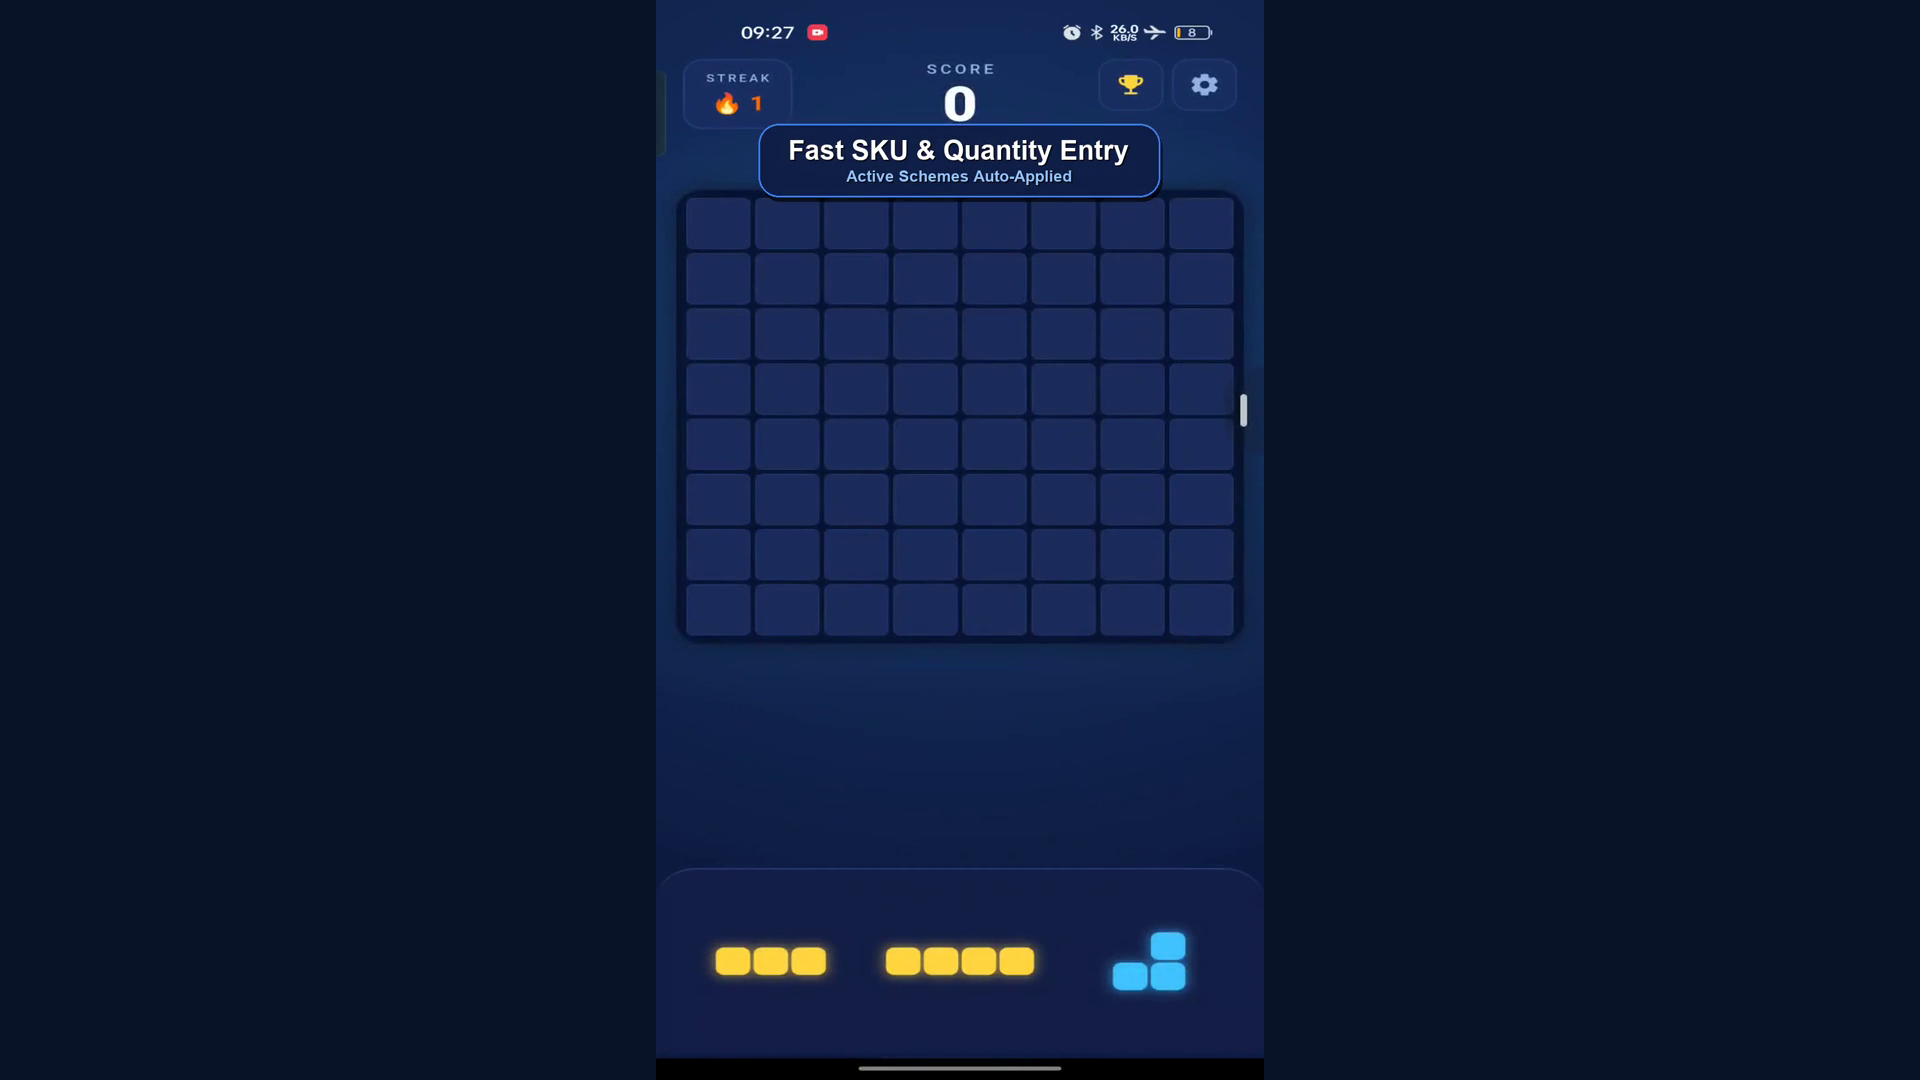 09:27
26.0
KB/S
8
STREAK
1
SCORE
0
Fast SKU & Quantity Entry
Active Schemes Auto-Applied